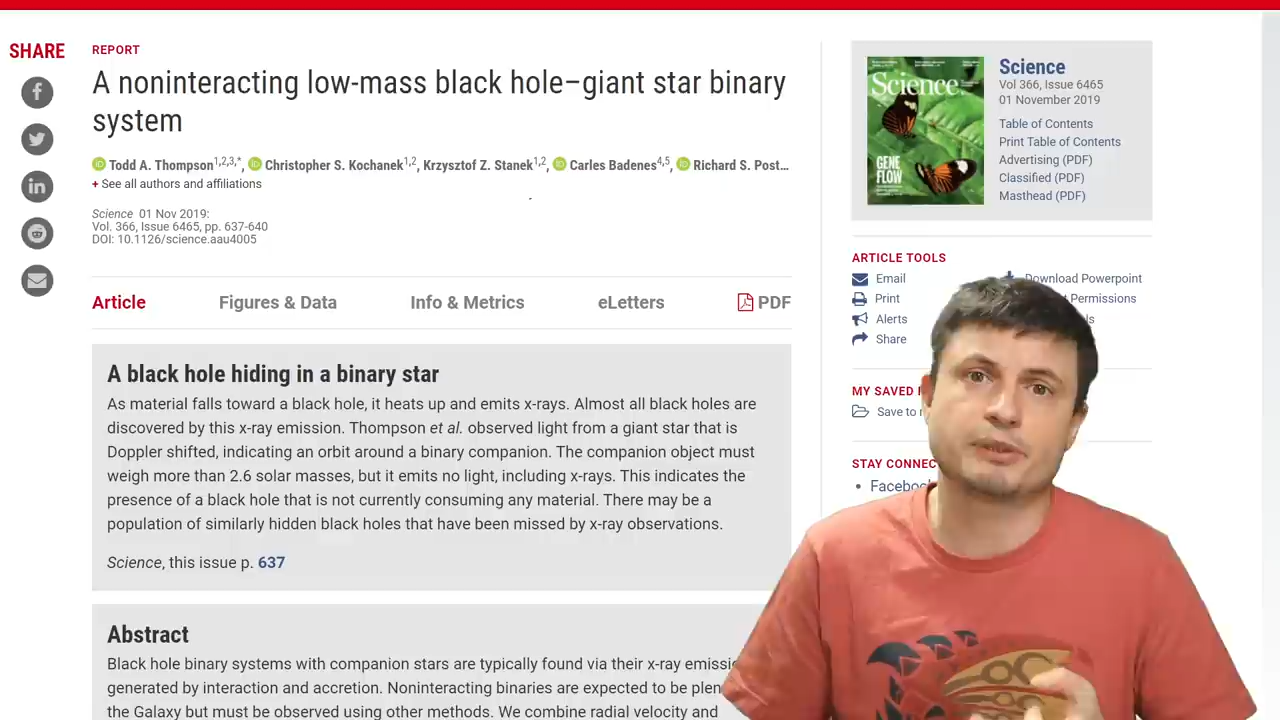 SHARE
REPORT
A noninteracting low-mass black hole–giant star binary
system
Todd A. Thompson1,2,3,*, Christopher S. Kochanek1,2, Krzysztof Z. Stanek1,2, Carles Badenes4,5, Richard S. Post...
+ See all authors and affiliations
Science 01 Nov 2019:
Vol. 366, Issue 6465, pp. 637-640
DOI: 10.1126/science.aau4005
Article Figures & Data Info & Metrics eLetters PDF
A black hole hiding in a binary star
As material falls toward a black hole, it heats up and emits x-rays. Almost all black holes are
discovered by this x-ray emission. Thompson et al. observed light from a giant star that is
Doppler shifted, indicating an orbit around a binary companion. The companion object must
weigh more than 2.6 solar masses, but it emits no light, including x-rays. This indicates the
presence of a black hole that is not currently consuming any material. There may be a
population of similarly hidden black holes that have been missed by x-ray observations.
Science, this issue p. 637
Abstract
Black hole binary systems with companion stars are typically found via their x-ray
generated by interaction and accretion. Noninteracting binaries are expected to be
the Galaxy but must be observed using other methods. We combine radial velocity and
Science
GENE
FLOW
Science
Vol 366, Issue 6465
01 November 2019
Table of Contents
Print Table of Contents
Advertising (PDF)
Classified (PDF)
Masthead (PDF)
ARTICLE TOOLS
Email Download Powerpoint
Print Permissions
Alerts
Share
MY SAVED
Save to
STAY